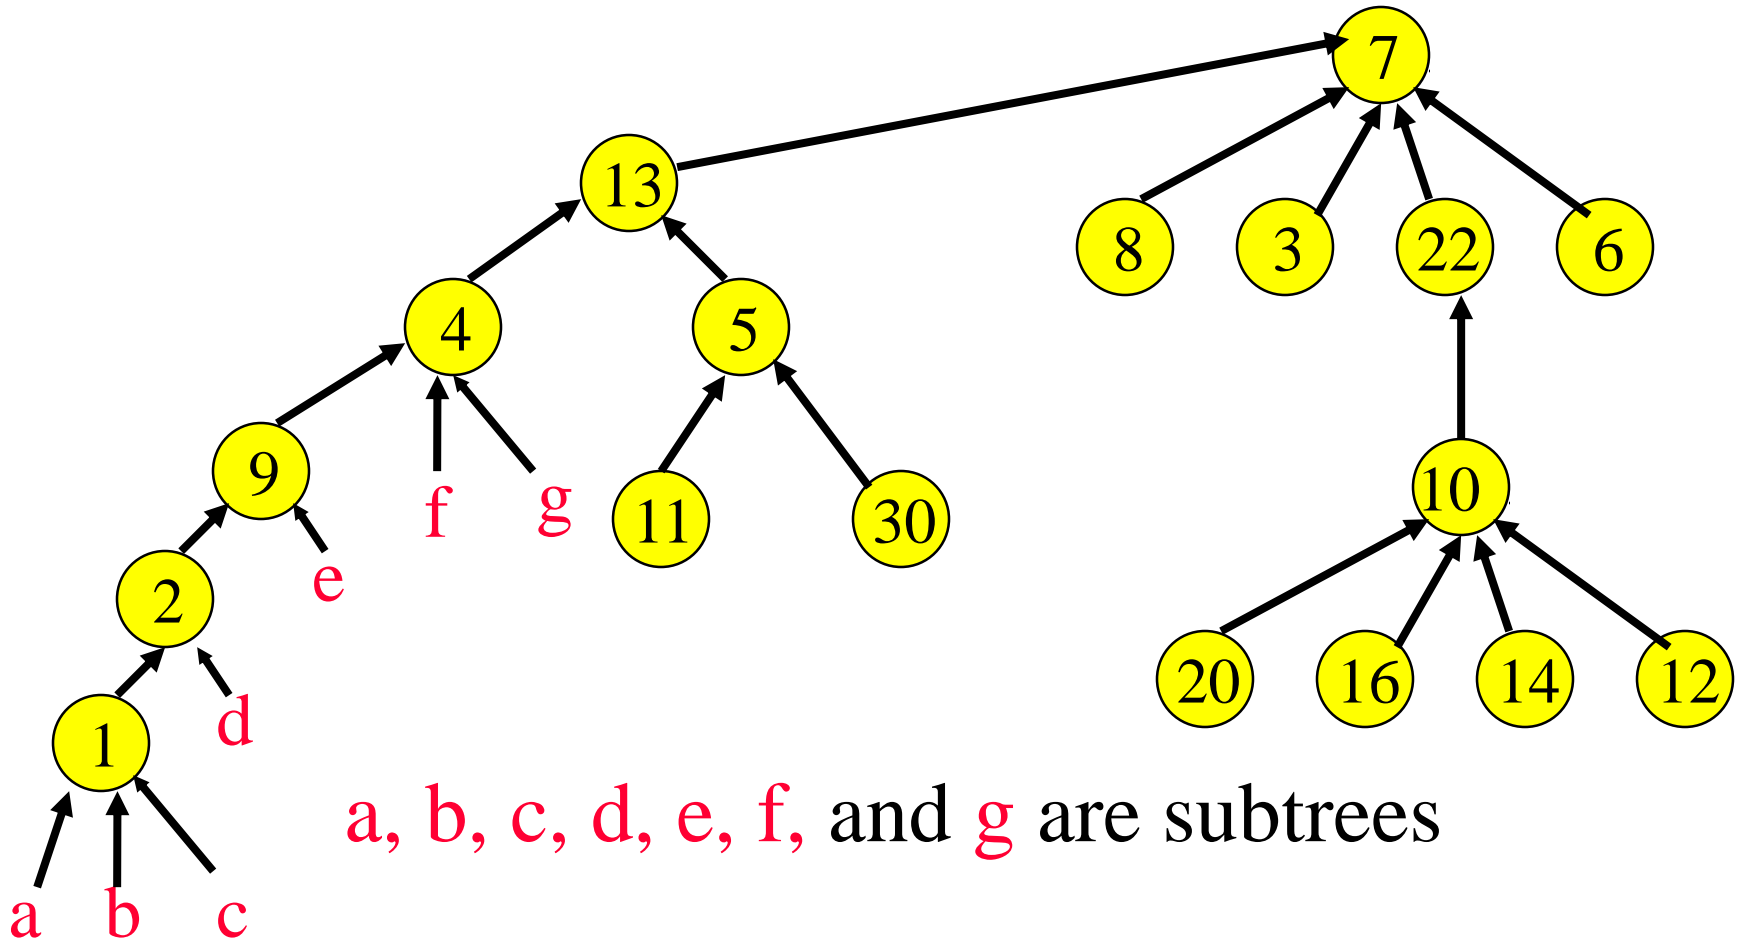 7
13
8 3 22 6
4 5
9 f g 11 30 10
2 e
20 16 14 12
1 d
a, b, c, d, e, f, and g are subtrees
a b c